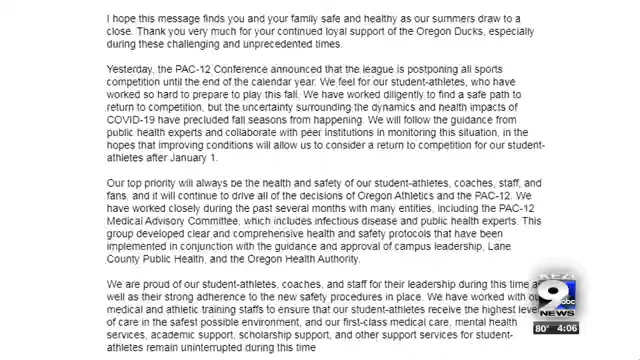 I hope this message finds you and your family safe and healthy as our summers draw to a
close. Thank you very much for your continued loyal support of the Oregon Ducks, especially
during these challenging and unprecedented times.
Yesterday, the PAC-12 Conference announced that the league is postponing all sports
competition until the end of the calendar year. We feel for our student-athletes, who have
worked so hard to prepare to play this fall. We have worked diligently to find a safe path to
return to competition, but the uncertainty surrounding the dynamics and health impacts of
COVID-19 have precluded fall seasons from happening. We will follow the guidance from
public health experts and collaborate with peer institutions in monitoring this situation, in the
hopes that improving conditions will allow us to consider a return to competition for our student-
athletes after January 1.
Our top priority will always be the health and safety of our student-athletes, coaches, staff, and
fans, and it will continue to drive all of the decisions of Oregon Athletics and the PAC-12. We
have worked closely during the past several months with many entities, including the PAC-12
Medical Advisory Committee, which includes infectious disease and public health experts. This
group developed clear and comprehensive health and safety protocols that have been
implemented in conjunction with the guidance and approval of campus leadership, Lane
County Public Health, and the Oregon Health Authority.
We are proud of our student-athletes, coaches, and staff for their leadership during this time a
well as their strong adherence to the new safety procedures in place. We have worked with ou
medical and athletic training staffs to ensure that our student-athletes receive the highest level
of care in the safest possible environment, and our first-class medical care, mental health
services, academic support, scholarship support, and other support services for student-
athletes remain uninterrupted during this time
KEZI
9
abc
NEWS
80° 4:06